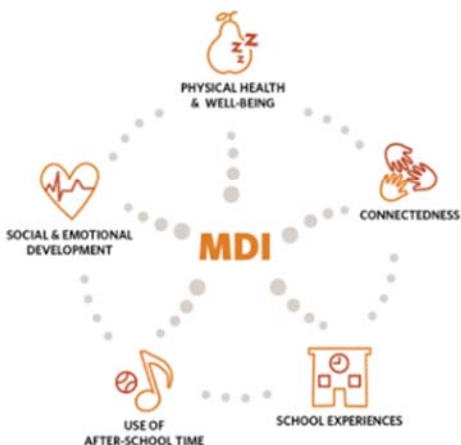 z z z
PHYSICAL HEALTH
& WELL-BEING
CONNECTEDNESS
SOCIAL & EMOTIONAL
DEVELOPMENT
MDI
USE OF
AFTER-SCHOOL TIME
SCHOOL EXPERIENCES